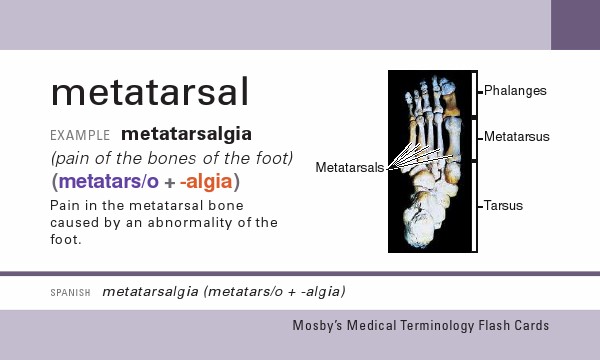 metatarsal
EXAMPLE metatarsalgia
(pain of the bones of the foot)
(metatars/o + -algia)
Pain in the metatarsal bone
caused by an abnormality of the
foot.
Phalanges
Metatarsus
Metatarsals
Tarsus
SPANISH metatarsalgia (metatars/o + -algia)
Mosby's Medical Terminology Flash Cards